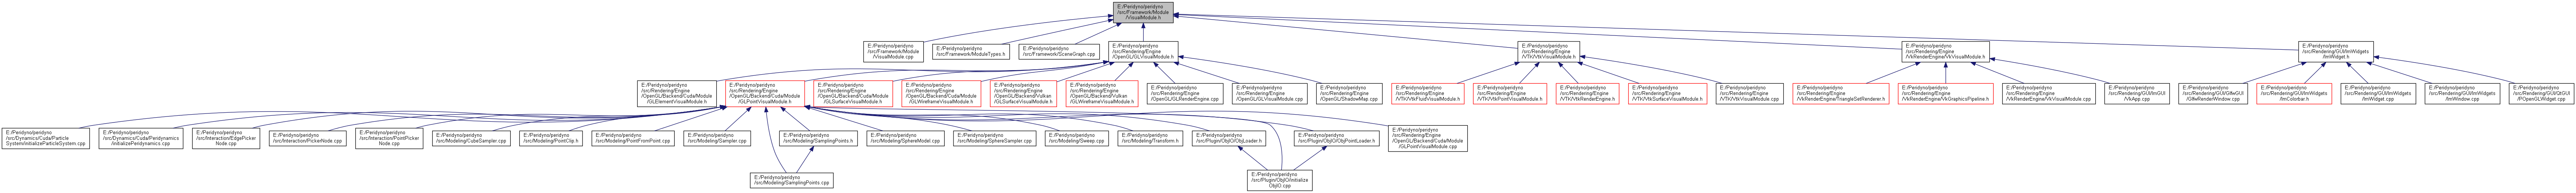 E:/Peridyno/peridyno
/src/Framework/Module
/VisualModule.h
E:/Peridyno/peridyno
/src/Framework/Module
/VisualModule.cpp
E:/Peridyno/peridyno
/src/Framework/ModuleTypes.h
E:/Peridyno/peridyno
/src/Framework/SceneGraph.cpp
E:/Peridyno/peridyno
/src/Rendering/Engine
/OpenGL/GLVisualModule.h
E:/Peridyno/peridyno
/src/Rendering/Engine
/VTK/VtkVisualModule.h
E:/Peridyno/peridyno
/src/Rendering/Engine
/VkRenderEngine/VkVisualModule.h
E:/Peridyno/peridyno
/src/Rendering/GUI/ImWidgets
/ImWidget.h
E:/Peridyno/peridyno
/src/Rendering/Engine
/OpenGL/Backend/Cuda/Module
/GLElementVisualModule.h
E:/Peridyno/peridyno
/src/Rendering/Engine
/OpenGL/Backend/Cuda/Module
/GLPointVisualModule.h
E:/Peridyno/peridyno
/src/Rendering/Engine
/OpenGL/Backend/Cuda/Module
/GLSurfaceVisualModule.h
E:/Peridyno/peridyno
/src/Rendering/Engine
/OpenGL/Backend/Cuda/Module
/GLWireframeVisualModule.h
E:/Peridyno/peridyno
/src/Rendering/Engine
/OpenGL/Backend/Vulkan
/GLSurfaceVisualModule.h
E:/Peridyno/peridyno
/src/Rendering/Engine
/OpenGL/Backend/Vulkan
/GLWireframeVisualModule.h
E:/Peridyno/peridyno
/src/Rendering/Engine
/OpenGL/GLRenderEngine.cpp
E:/Peridyno/peridyno
/src/Rendering/Engine
/OpenGL/GLVisualModule.cpp
E:/Peridyno/peridyno
/src/Rendering/Engine
/OpenGL/ShadowMap.cpp
E:/Peridyno/peridyno
/src/Rendering/Engine
/VTK/VtkFluidVisualModule.h
E:/Peridyno/peridyno
/src/Rendering/Engine
/VTK/VtkPointVisualModule.h
E:/Peridyno/peridyno
/src/Rendering/Engine
/VTK/VtkRenderEngine.h
E:/Peridyno/peridyno
/src/Rendering/Engine
/VTK/VtkSurfaceVisualModule.h
E:/Peridyno/peridyno
/src/Rendering/Engine
/VTK/VtkVisualModule.cpp
E:/Peridyno/peridyno
/src/Rendering/Engine
/VkRenderEngine/TriangleSetRenderer.h
E:/Peridyno/peridyno
/src/Rendering/Engine
/VkRenderEngine/VkGraphicsPipeline.h
E:/Peridyno/peridyno
/src/Rendering/Engine
/VkRenderEngine/VkVisualModule.cpp
E:/Peridyno/peridyno
/src/Rendering/GUI/ImGUI
/VkApp.cpp
E:/Peridyno/peridyno
/src/Rendering/GUI/GlfwGUI
/GlfwRenderWindow.cpp
E:/Peridyno/peridyno
/src/Rendering/GUI/ImWidgets
/ImColorbar.h
E:/Peridyno/peridyno
/src/Rendering/GUI/ImWidgets
/ImWidget.cpp
E:/Peridyno/peridyno
/src/Rendering/GUI/ImWidgets
/ImWindow.cpp
E:/Peridyno/peridyno
/src/Rendering/GUI/QtGUI
/POpenGLWidget.cpp
E:/Peridyno/peridyno
/src/Dynamics/Cuda/Particle
System/initializeParticleSystem.cpp
E:/Peridyno/peridyno
/src/Dynamics/Cuda/Peridynamics
/initializePeridynamics.cpp
E:/Peridyno/peridyno
/src/Interaction/EdgePicker
Node.cpp
E:/Peridyno/peridyno
/src/Interaction/PickerNode.cpp
E:/Peridyno/peridyno
/src/Interaction/PointPicker
Node.cpp
E:/Peridyno/peridyno
/src/Modeling/CubeSampler.cpp
E:/Peridyno/peridyno
/src/Modeling/PointClip.h
E:/Peridyno/peridyno
/src/Modeling/PointFromPoint.cpp
E:/Peridyno/peridyno
/src/Modeling/Sampler.cpp
E:/Peridyno/peridyno
/src/Modeling/SamplingPoints.h
E:/Peridyno/peridyno
/src/Modeling/SphereModel.cpp
E:/Peridyno/peridyno
/src/Modeling/SphereSampler.cpp
E:/Peridyno/peridyno
/src/Modeling/Sweep.cpp
E:/Peridyno/peridyno
/src/Modeling/Transform.h
E:/Peridyno/peridyno
/src/Plugin/ObjIO/ObjLoader.h
E:/Peridyno/peridyno
/src/Plugin/ObjIO/ObjPointLoader.h
E:/Peridyno/peridyno
/src/Rendering/Engine
/OpenGL/Backend/Cuda/Module
/GLPointVisualModule.cpp
E:/Peridyno/peridyno
/src/Modeling/SamplingPoints.cpp
E:/Peridyno/peridyno
/src/Plugin/ObjIO/initialize
ObjIO.cpp